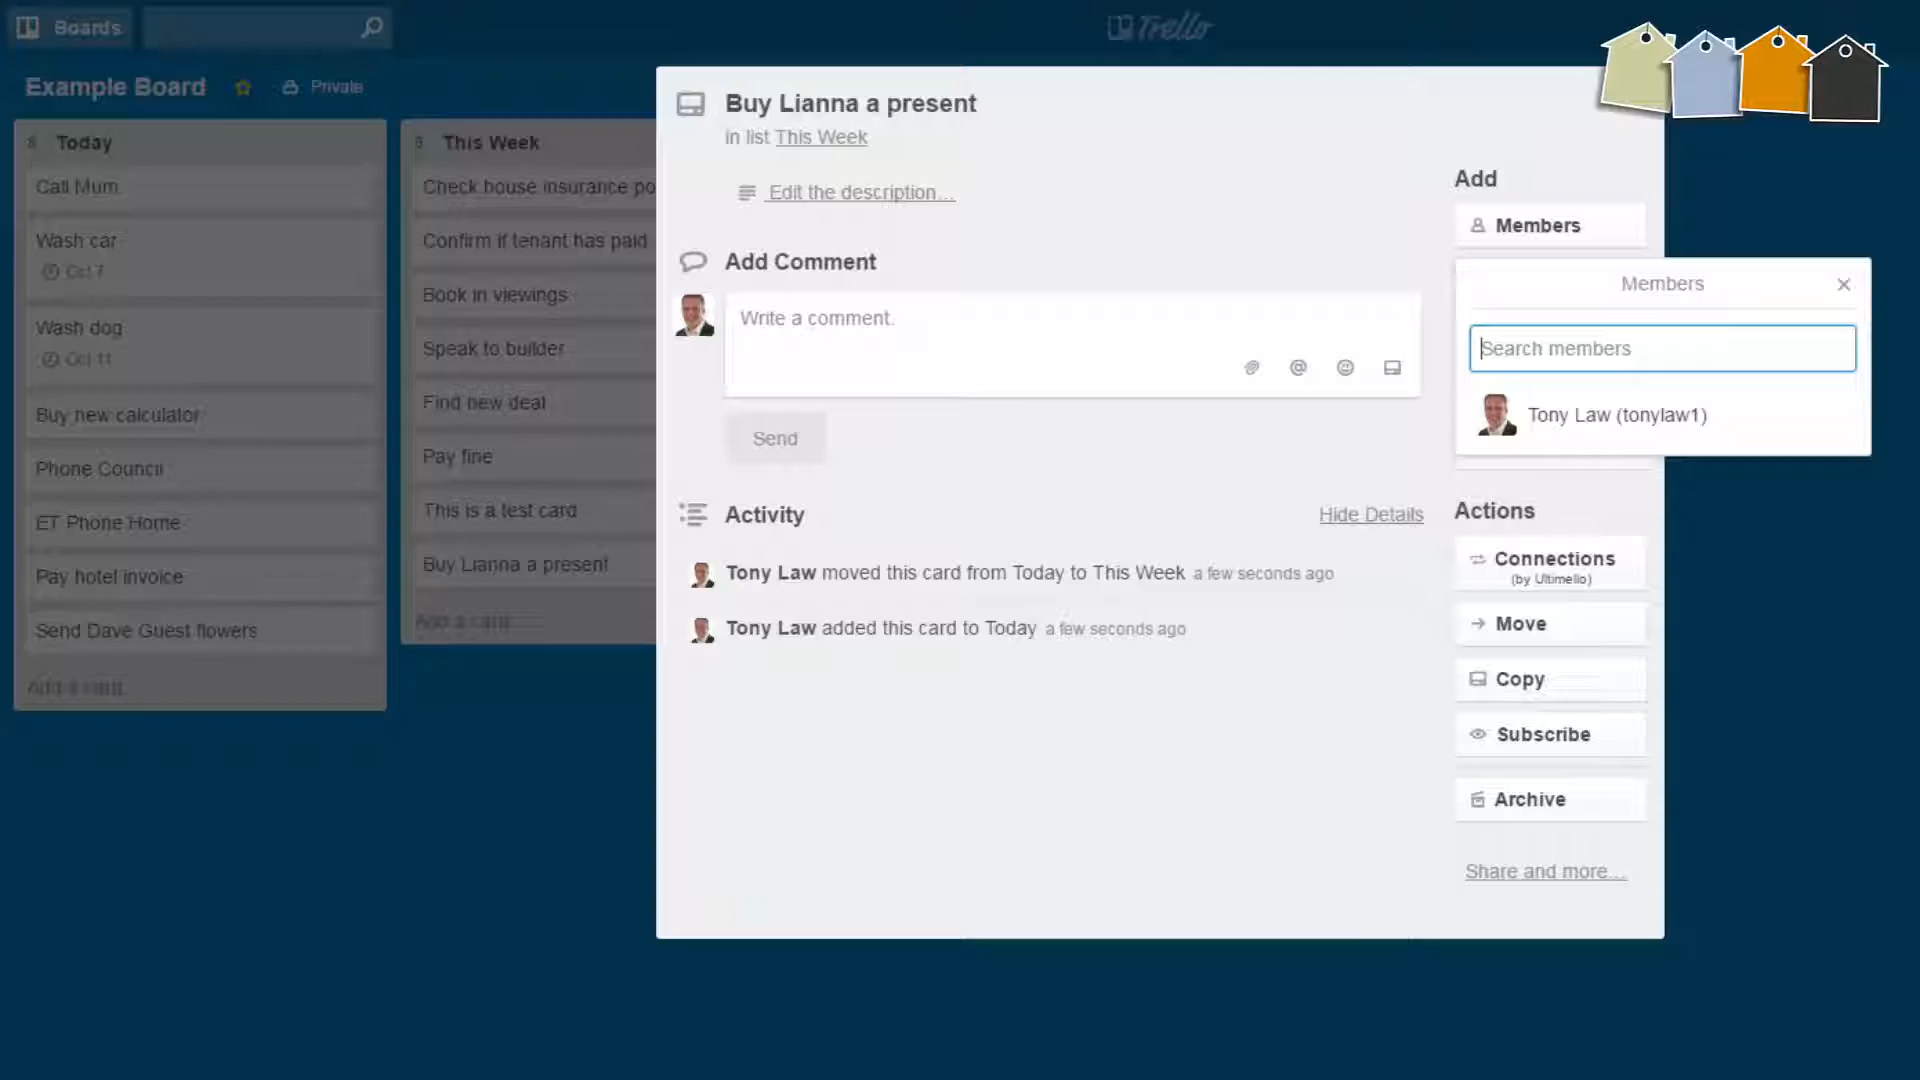 Boards
Trello
Example Board
Private
8 Today
Call Mum
Wash car
Oct 7
Wash dog
Oct 11
Buy new calculator
Phone Council
ET Phone Home
Pay hotel invoice
Send Dave Guest flowers
Add a card...
This Week
Check house insurance po
Confirm if tenant has paid
Book in viewings
Speak to builder
Find new deal
Pay fine
This is a test card
Buy Lianna a present
Add a card...
Buy Lianna a present
in list This Week
Edit the description...
Add Comment
Write a comment.
Send
Activity
Hide Details
Tony Law moved this card from Today to This Week a few seconds ago
Tony Law added this card to Today a few seconds ago
Add
Members
Members
Search members
Tony Law (tonylaw1)
Actions
Connections
(by Ultimello)
Move
Copy
Subscribe
Archive
Share and more...